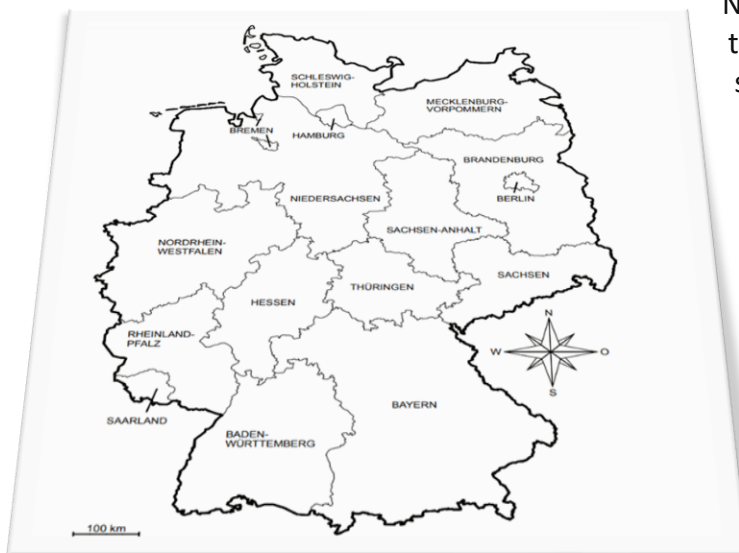 N
t
s
SCHLESWIG-
HOLSTEIN
MECKLENBURG-
VORPOMMERN
BREMEN
HAMBURG
BRANDENBURG
BERLIN
NIEDERSACHSEN
SACHSEN-ANHALT
NORDRHEIN-
WESTFALEN
SACHSEN
THÜRINGEN
HESSEN
RHEINLAND-
PFALZ
N
W
O
S
SAARLAND
BAYERN
BADEN-
WÜRTTEMBERG
100 km